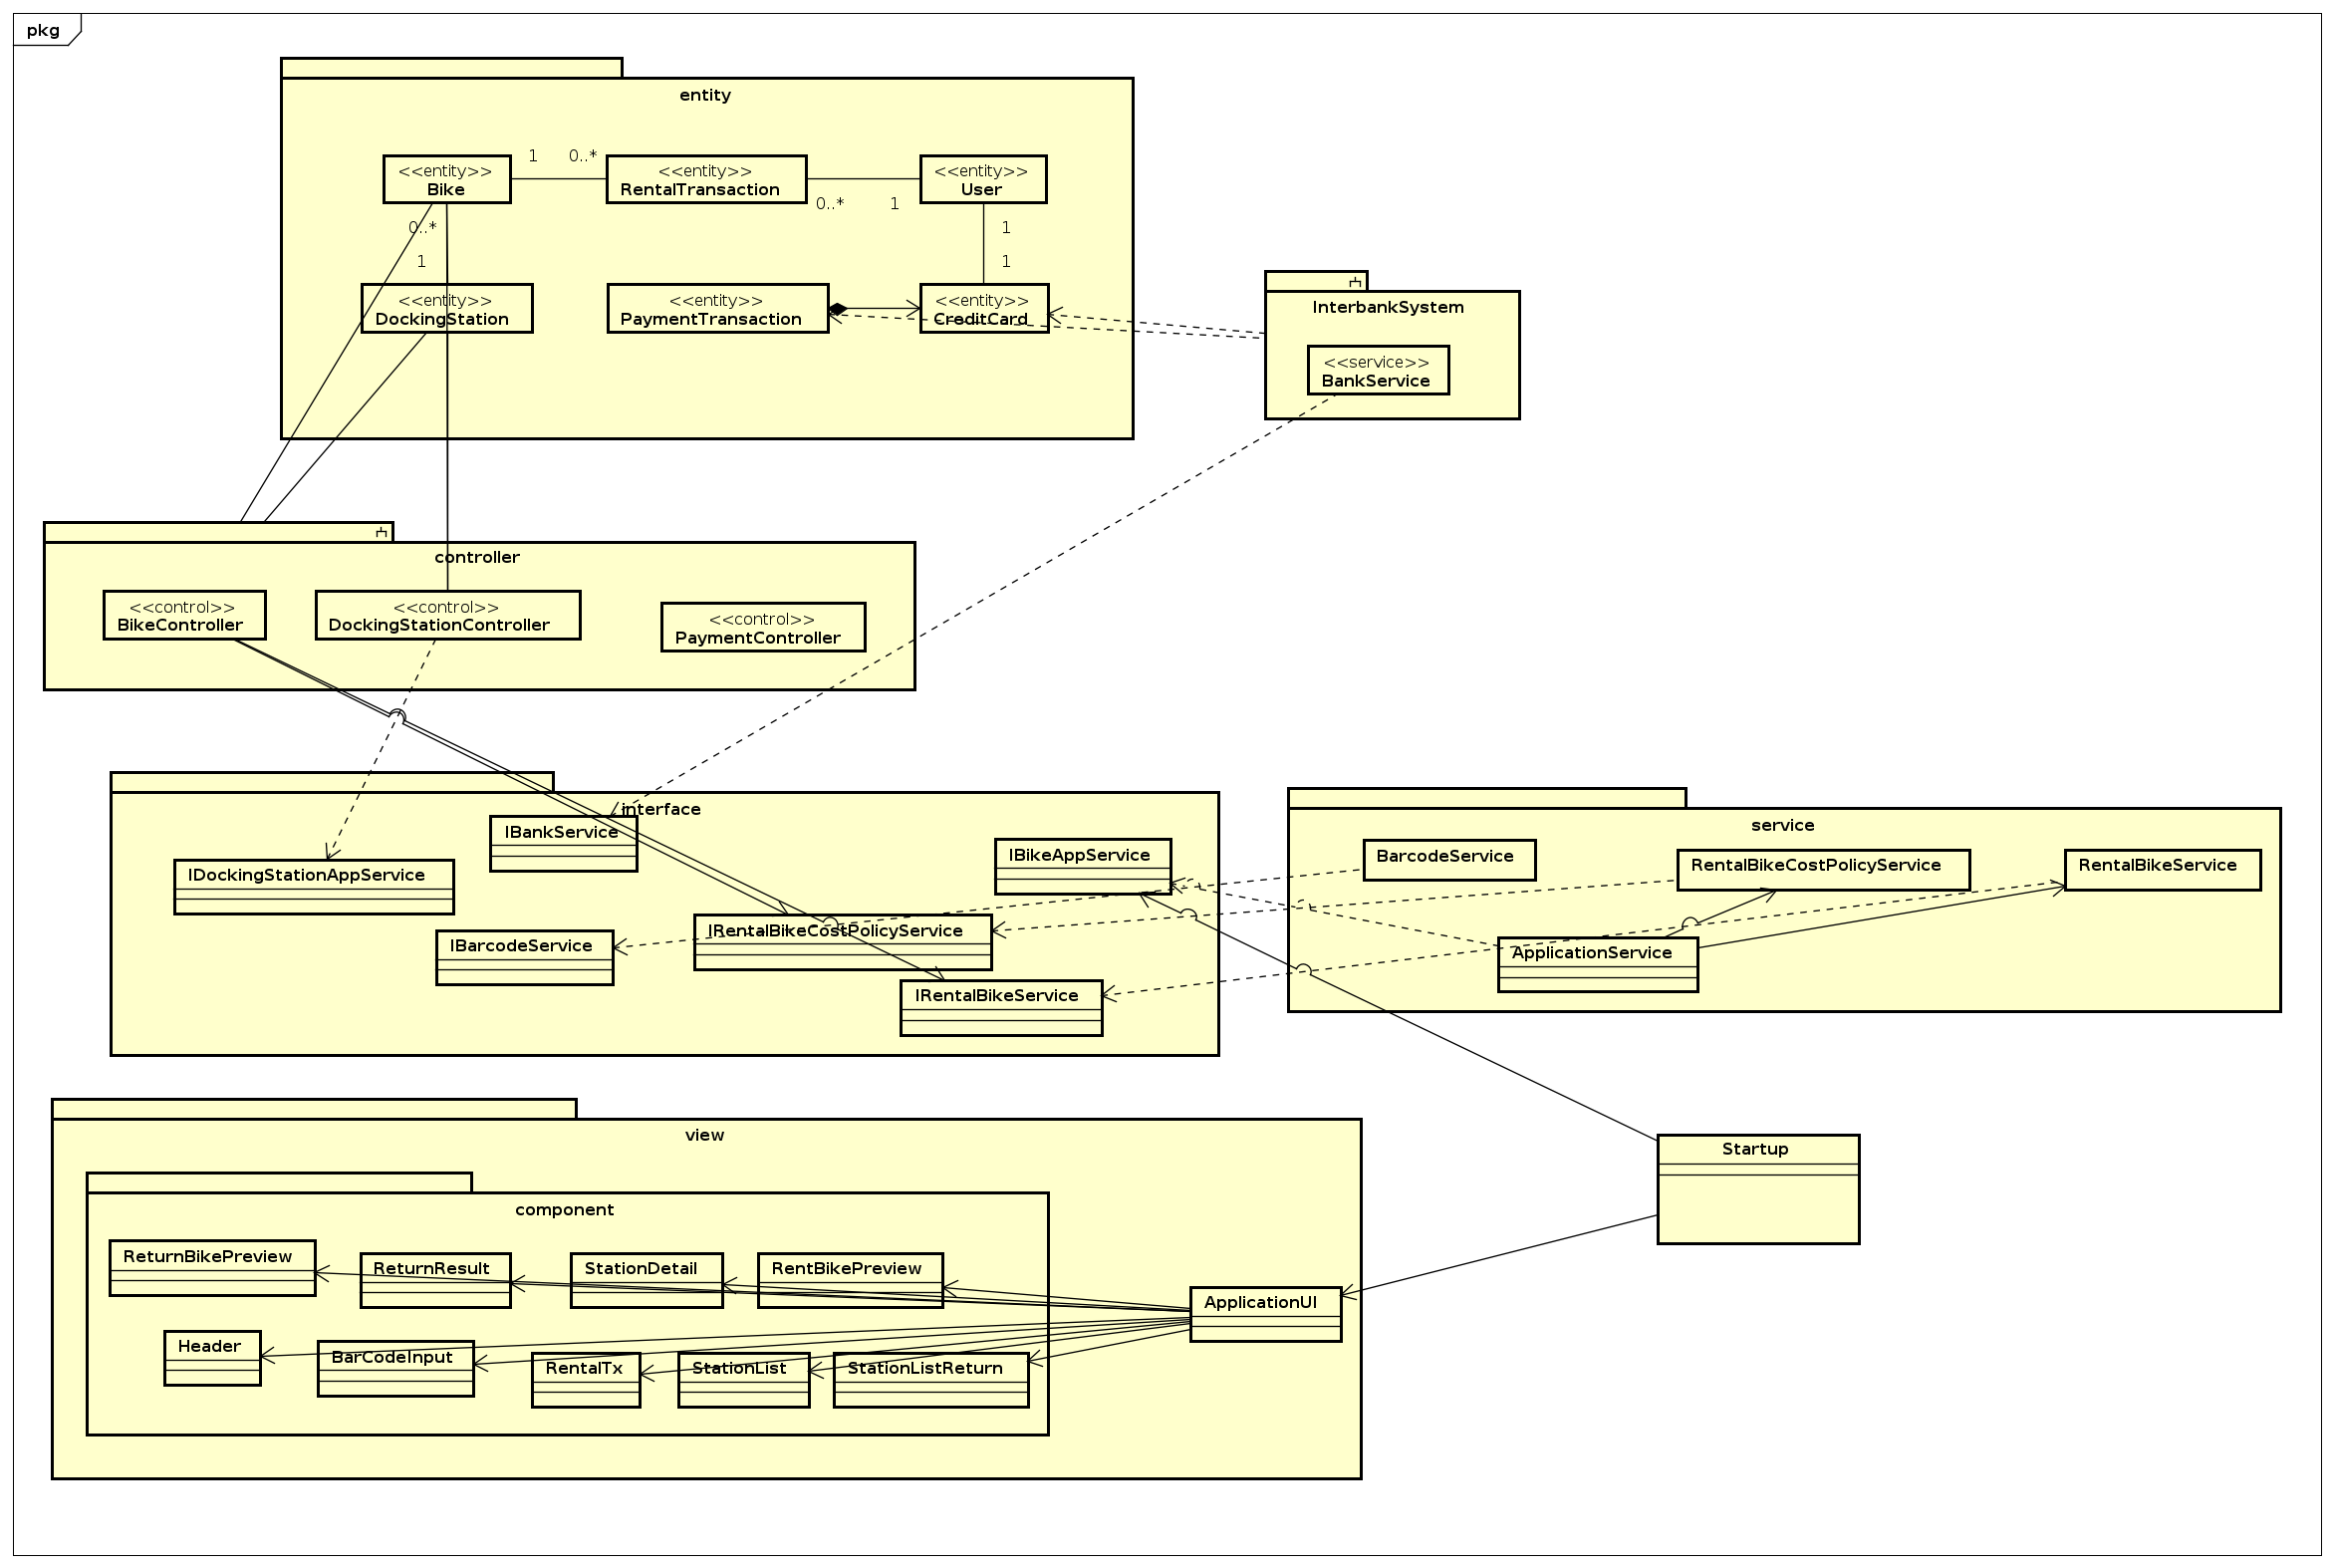 pkg
entity
1
0..*
<<entity>>
Bike
<<entity>>
RentalTransaction
<<entity>>
User
0..*
1
0..*
1
1
1
<<entity>>
DockingStation
<<entity>>
PaymentTransaction
<<entity>>
CreditCard
InterbankSystem
<<service>>
BankService
controller
<<control>>
BikeController
<<control>>
DockingStationController
<<control>>
PaymentController
interface
IBankService
IDockingStationAppService
IBikeAppService
IBarcodeService
IRentalBikeCostPolicyService
IRentalBikeService
service
BarcodeService
RentalBikeCostPolicyService
RentalBikeService
ApplicationService
view
component
ReturnBikePreview
ReturnResult
StationDetail
RentBikePreview
Header
BarCodeInput
RentalTx
StationList
StationListReturn
ApplicationUI
Startup